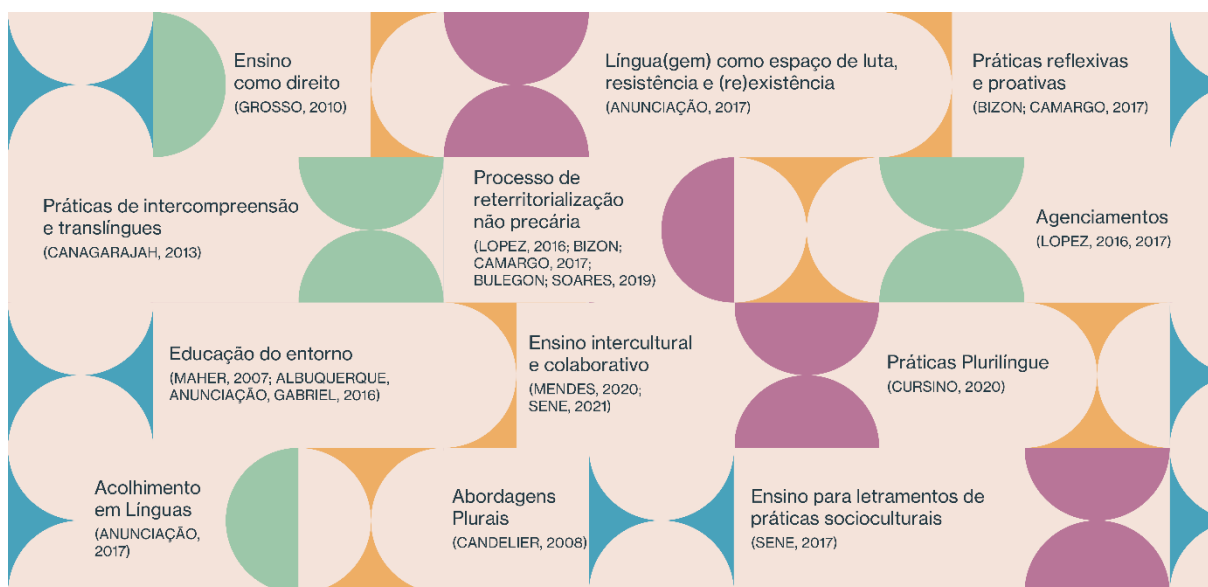 Ensino
como direito
(GROSSO, 2010)
Língua(gem) como espaço de luta,
resistência e (re)existência
(ANUNCIAÇÃO, 2017)
Práticas reflexivas
e proativas
(BIZON; CAMARGO, 2017)
Práticas de intercompreensão
e translíngues
(CANAGARAJAH, 2013)
Processo de
reterritorialização
não precária
(LOPEZ, 2016; BIZON;
CAMARGO, 2017;
BULEGON; SOARES, 2019)
Agenciamentos
(LOPEZ, 2016, 2017)
Educação do entorno
(MAHER, 2007; ALBUQUERQUE,
ANUNCIAÇÃO, GABRIEL, 2016)
Ensino intercultural
e colaborativo
(MENDES, 2020;
SENE, 2021)
Práticas Plurilíngue
(CURSINO, 2020)
Acolhimento
em Línguas
(ANUNCIAÇÃO,
2017)
Abordagens
Plurais
(CANDELIER, 2008)
Ensino para letramentos de
práticas socioculturais
(SENE, 2017)